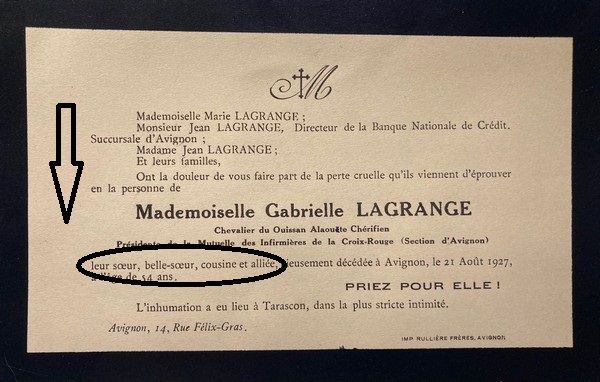 M
Mademoiselle Marie LAGRANGE ;
Monsieur Jean LAGRANGE, Directeur de la Banque Nationale de Crédit.
Succursale d'Avignon ;
Madame Jean LAGRANGE ;
Et leurs familles,
Ont la douleur de vous faire part de la perte cruelle qu'ils viennent d'éprouver
en la personne de
Mademoiselle Gabrielle LAGRANGE
Chevalier du Ouissan Alaouëte Chérifien
Présidente de la Mutuelle des Infirmières de la Croix-Rouge (Section d'Avignon)
leur sœur, belle-sœur, cousine et alliée, pieusement décédée à Avignon, le 21 Août 1927,
à l'âge de 54 ans.
PRIEZ POUR ELLE !
L'inhumation a eu lieu à Tarascon, dans la plus stricte intimité.
Avignon, 14, Rue Félix-Gras.
IMP RULLIÈRE FRÈRES, AVIGNON